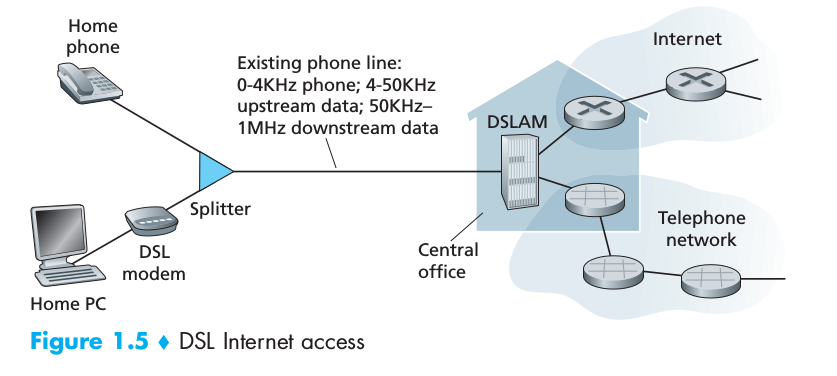 Home
phone
Existing phone line:
0-4KHz phone; 4-50KHz
upstream data; 50KHz–
1MHz downstream data
Internet
DSLAM
Splitter
DSL
modem
Home PC
Central
office
Telephone
network
Figure 1.5 ♦ DSL Internet access